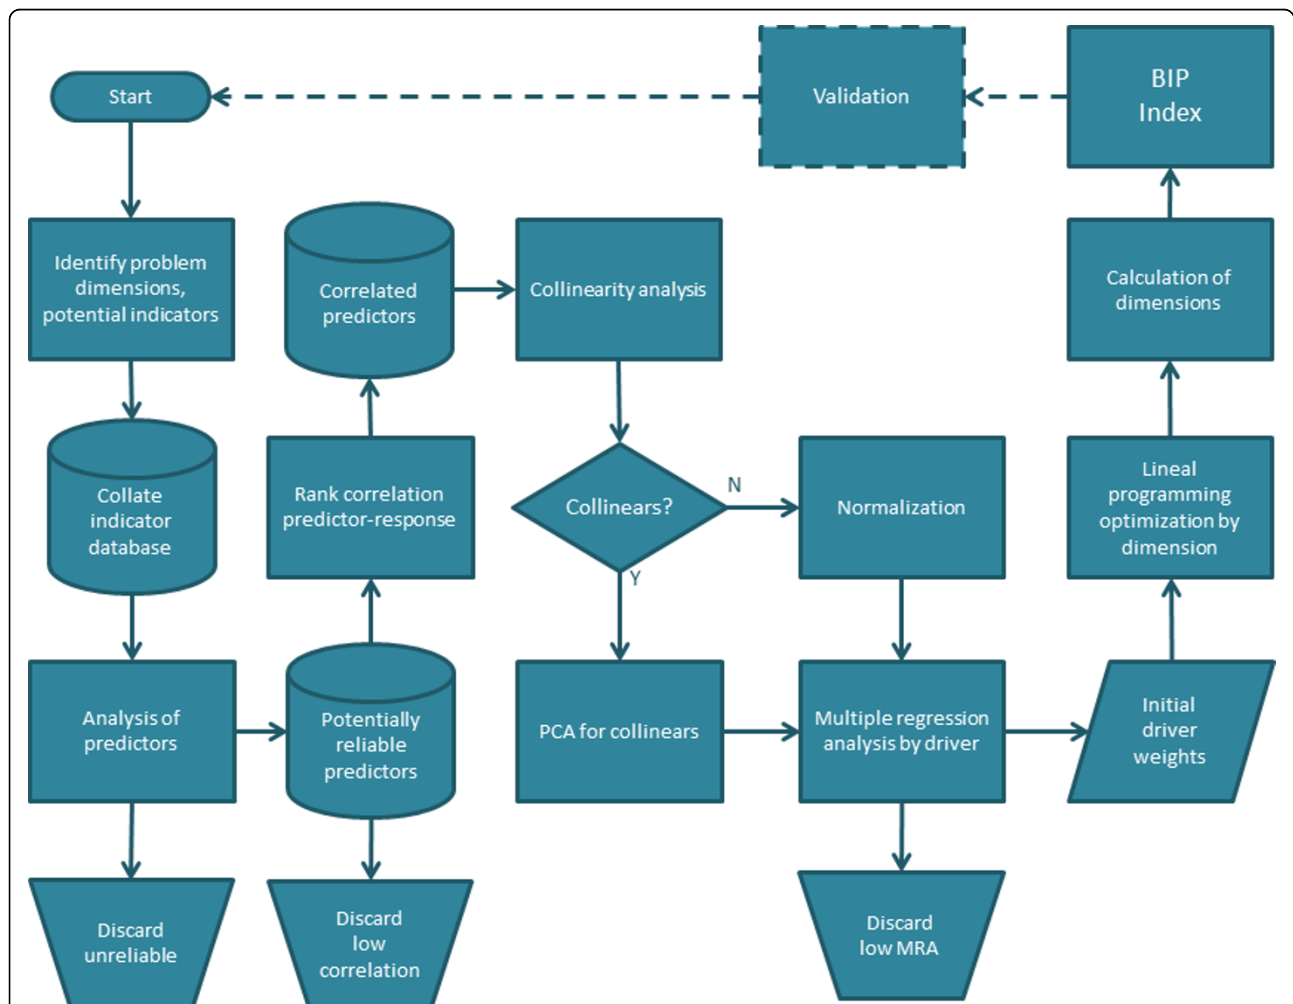 Start
Validation
BIP
Index
Identify problem
dimensions,
potential indicators
Correlated
predictors
Collinearity analysis
Calculation of
dimensions
Collate
indicator
database
Rank correlation
predictor-response
Collinears?
N
Y
Normalization
Lineal
programming
optimization by
dimension
Analysis of
predictors
Potentially
reliable
predictors
PCA for collinears
Multiple regression
analysis by driver
Initial
driver
weights
Discard
unreliable
Discard
low
correlation
Discard
low MRA